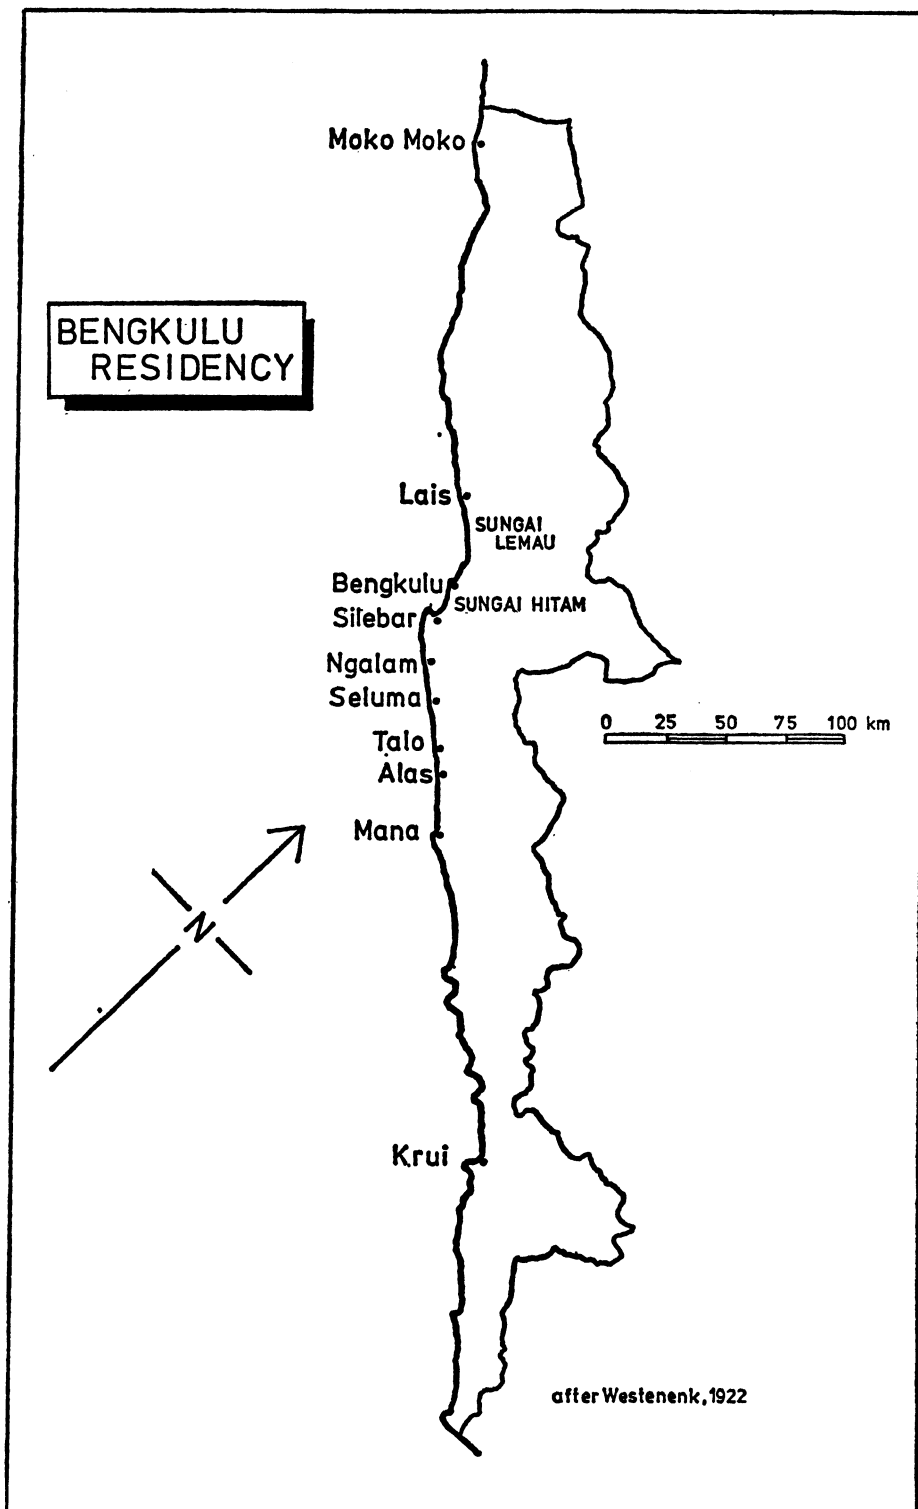 Moko Moko
BENGKULU
RESIDENCY
Lais
SUNGAI
LEMAU
Bengkulu
SUNGAI HITAM
Silebar
Ngalam
Seluma
0 25 50 75 100 km
Talo
Alas
Mana
N
Krui
after Westenenk, 1922